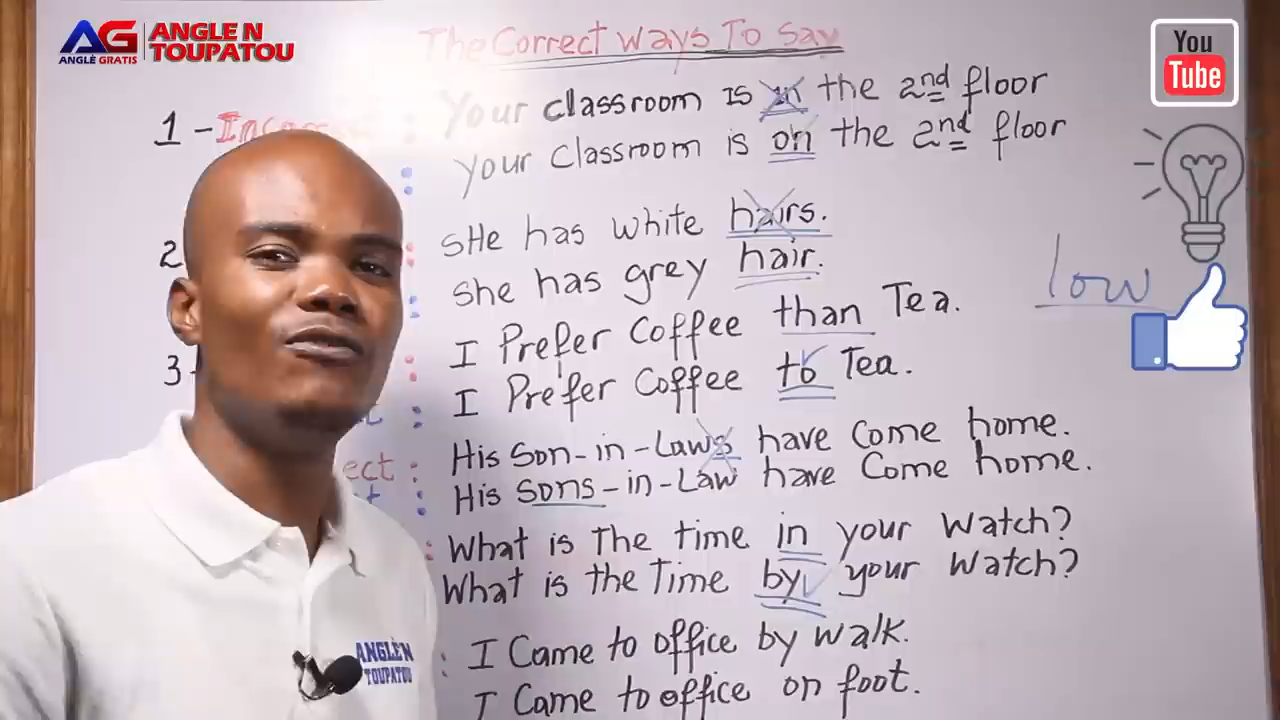 AG
ANGLÈ GRATIS
ANGLE N
TOUPATOU
You
Tube
The Correct Ways To Say
1 - : Your classroom is in the 2nd floor
: Your Classroom is on the 2nd floor
2 : SHe has white hairs.
: She has grey hair.
3 : I Prefer Coffee than Tea.
: I Prefer Coffee to Tea.
low
ect : His Son-in-Laws have Come home.
: His Sons-in-Law have Come home.
: What is The time in your Watch?
What is the Time by your Watch?
: I Came to office by walk.
I Came to office on foot.
ANGLÈ'N
TOUPATOU